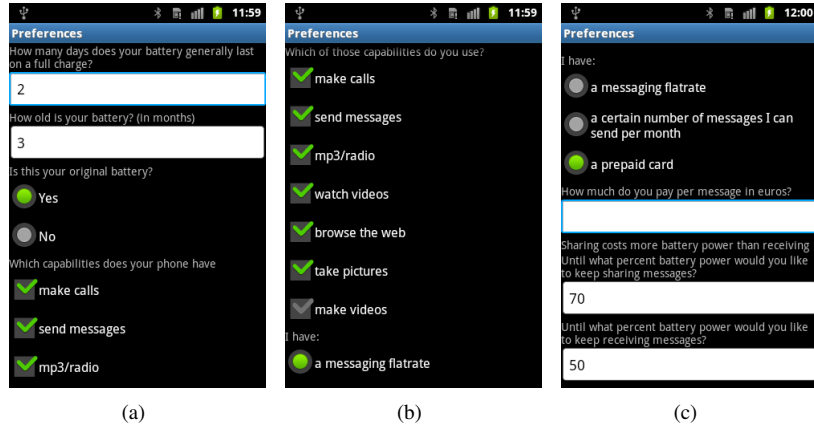 11:59
Preferences
How many days does your battery generally last
on a full charge?
2
How old is your battery? (in months)
3
Is this your original battery?
Yes
No
Which capabilities does your phone have
make calls
send messages
mp3/radio
(a)
11:59
Preferences
Which of those capabilities do you use?
make calls
send messages
mp3/radio
watch videos
browse the web
take pictures
make videos
I have:
a messaging flatrate
(b)
12:00
Preferences
I have:
a messaging flatrate
a certain number of messages I can
send per month
a prepaid card
How much do you pay per message in euros?
Sharing costs more battery power than receiving
Until what percent battery power would you like
to keep sharing messages?
70
Until what percent battery power would you like
to keep receiving messages?
50
(c)